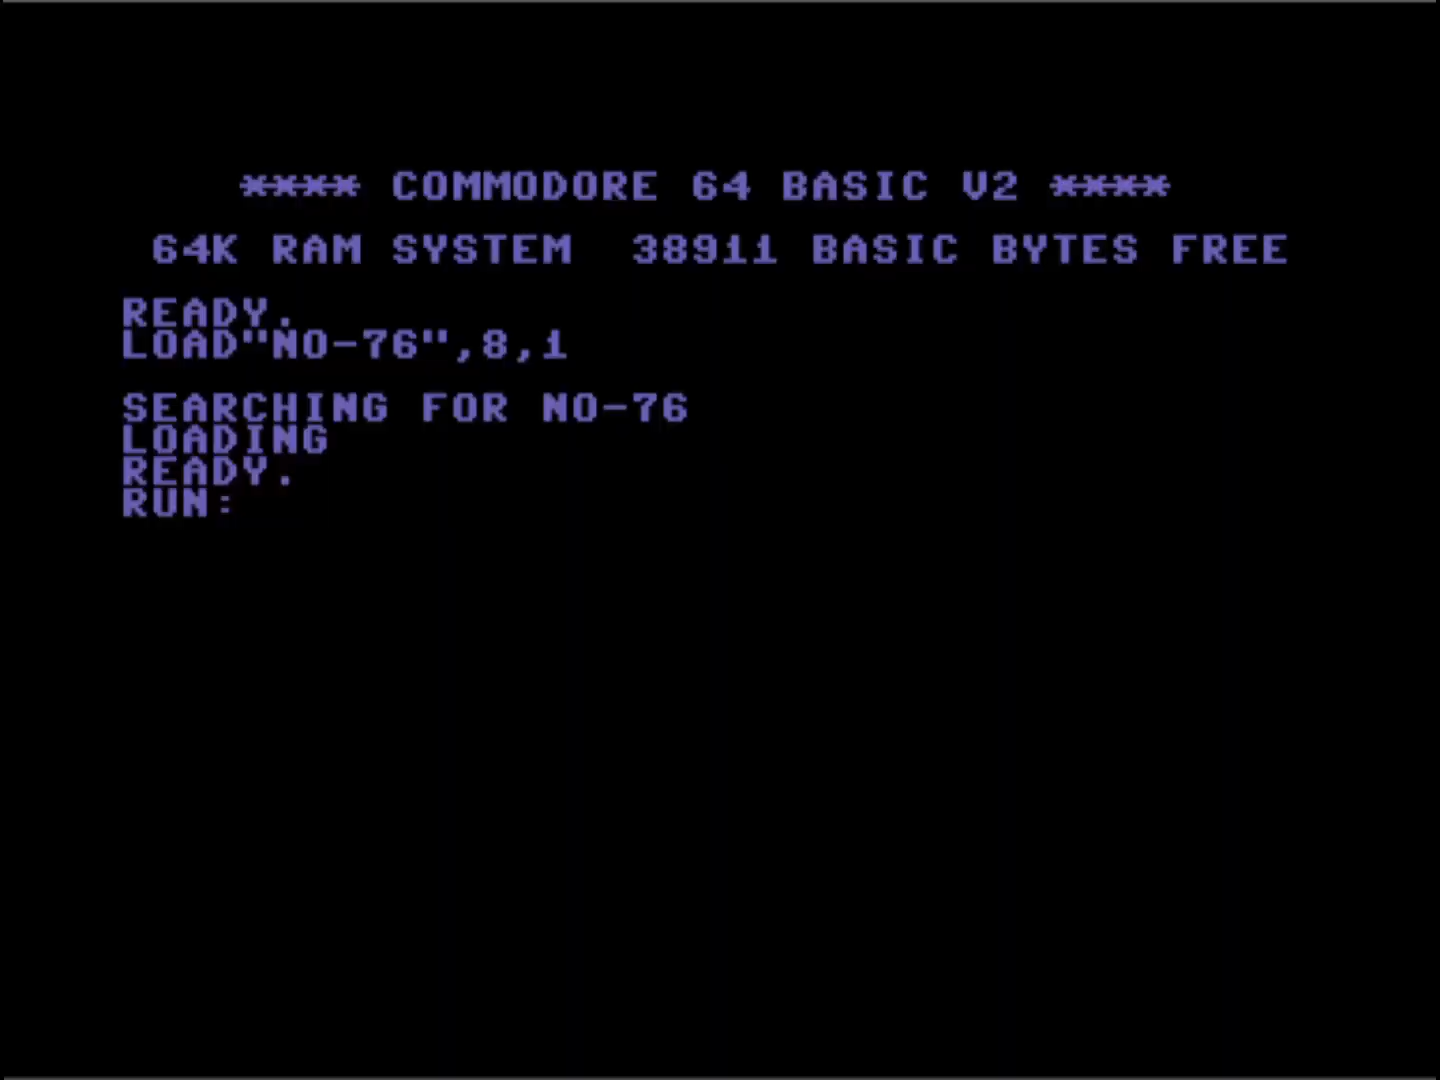 **** COMMODORE 64 BASIC V2 ****
64K RAM SYSTEM  38911 BASIC BYTES FREE
READY.
LOAD"NO-76",8,1
SEARCHING FOR NO-76
LOADING
READY.
RUN: